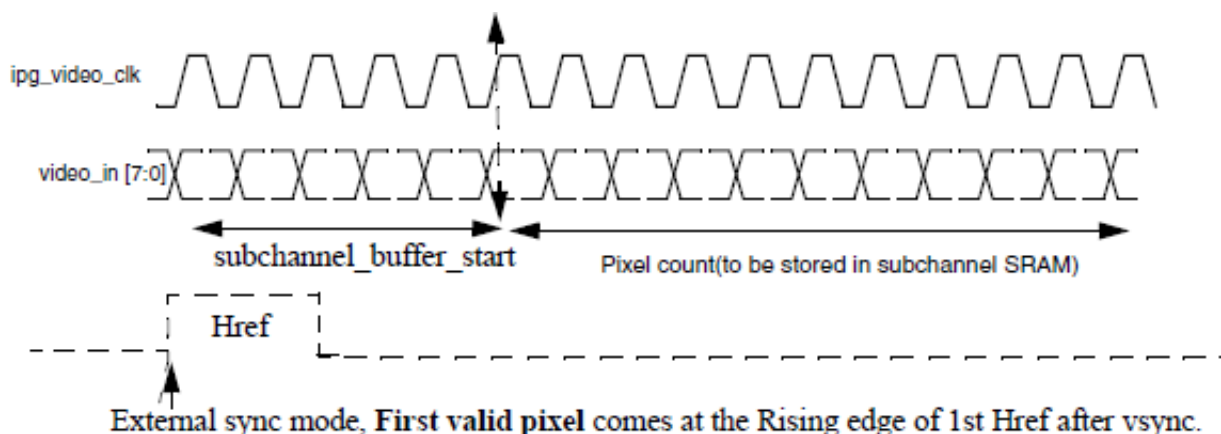 ipg_video_clk
video_in [7:0]
subchannel_buffer_start
Pixel count(to be stored in subchannel SRAM)
Href
External sync mode, First valid pixel comes at the Rising edge of 1st Href after vsync.